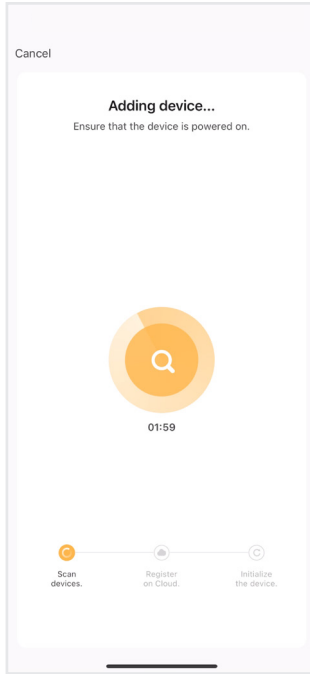 Cancel
Adding device...
Ensure that the device is powered on.
01:59
Scan
devices.
Register
on Cloud.
Initialize
the device.